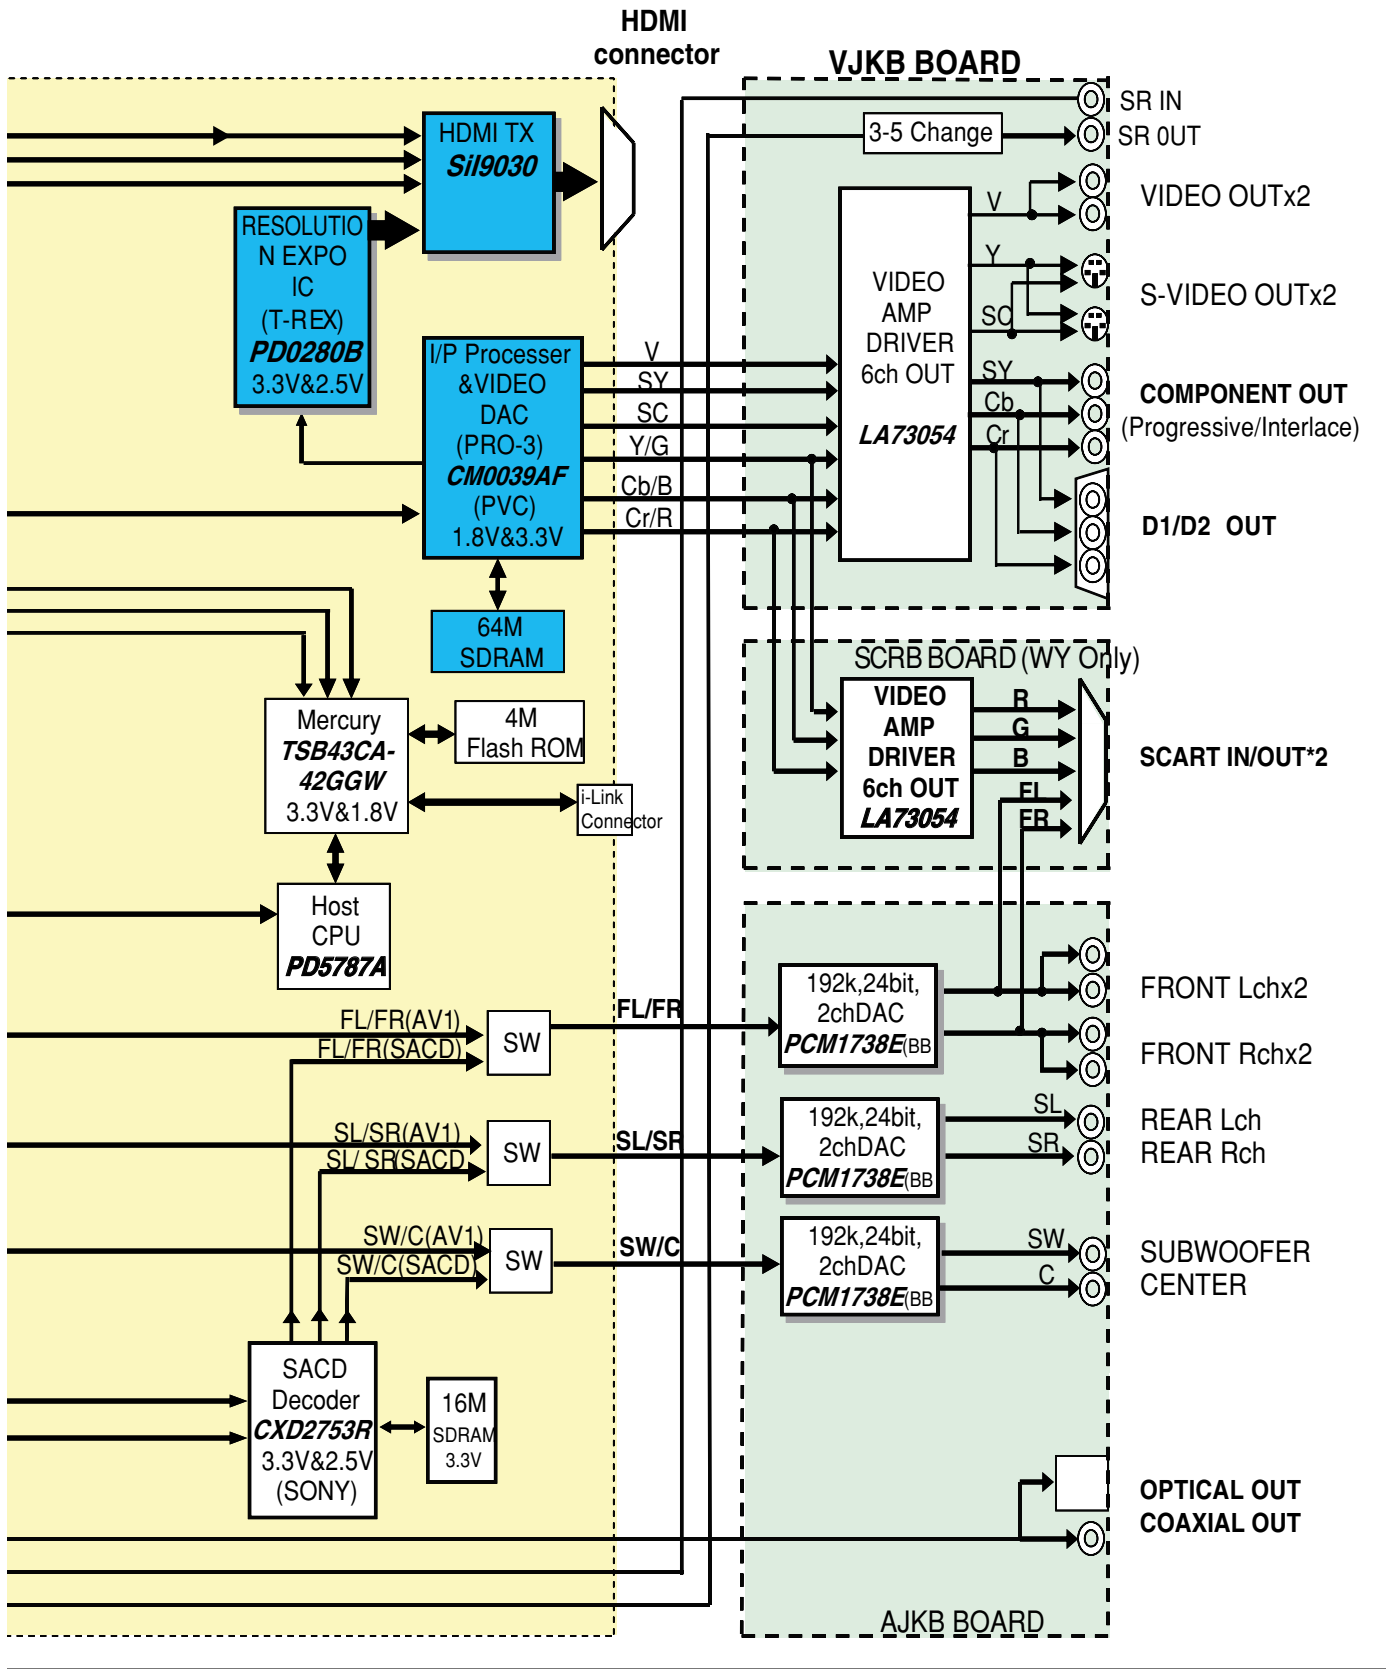 HDMI
connector
VJKB BOARD
SR IN
3-5 Change
SR 0UT
HDMI TX
SiI9030
VIDEO OUTx2
V
RESOLUTIO
N EXPO
IC
(T-REX)
PD0280B
3.3V&2.5V
VIDEO
AMP
DRIVER
6ch OUT
LA73054
Y
SC
S-VIDEO OUTx2
SY
Cb
Cr
COMPONENT OUT
(Progressive/Interlace)
D1/D2 OUT
I/P Processer
&VIDEO
DAC
(PRO-3)
CM0039AF
(PVC)
1.8V&3.3V
V
SY
SC
Y/G
Cb/B
Cr/R
64M
SDRAM
SCRB BOARD (WY Only)
VIDEO
AMP
DRIVER
6ch OUT
LA73054
R
G
B
FL
FR
SCART IN/OUT*2
Mercury
TSB43CA-
42GGW
3.3V&1.8V
4M
Flash ROM
i-Link
Connector
Host
CPU
PD5787A
FL/FR(AV1)
FL/FR(SACD)
SW
FL/FR
192k,24bit,
2chDAC
PCM1738E(BB
FRONT Lchx2
FRONT Rchx2
SL/SR(AV1)
SL/ SR(SACD
SW
SL/SR
192k,24bit,
2chDAC
PCM1738E(BB
SL
SR
REAR Lch
REAR Rch
SW/C(AV1)
SW/C(SACD)
SW
SW/C
192k,24bit,
2chDAC
PCM1738E(BB
SW
C
SUBWOOFER
CENTER
SACD
Decoder
CXD2753R
3.3V&2.5V
(SONY)
16M
SDRAM
3.3V
OPTICAL OUT
COAXIAL OUT
AJKB BOARD